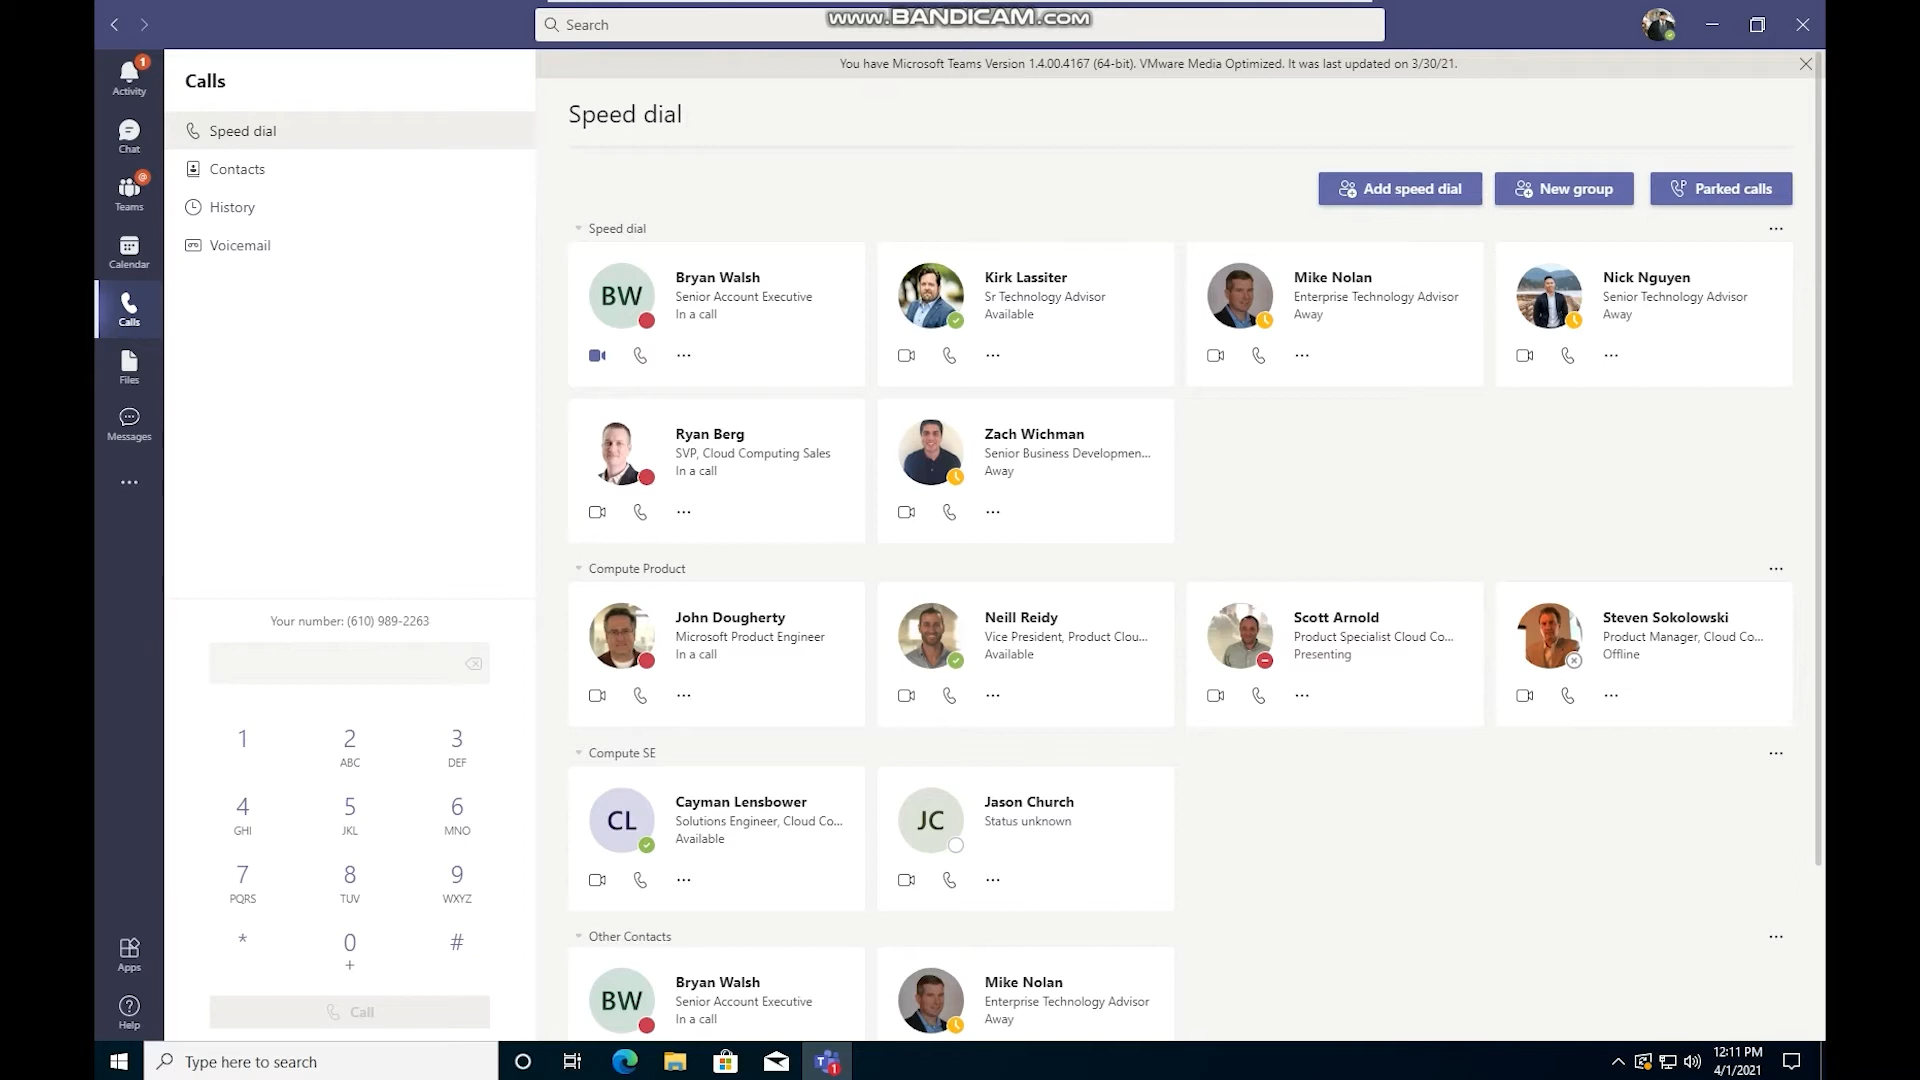 www.BANDICAM.com
Search
You have Microsoft Teams Version 1.4.00.4167 (64-bit). VMware Media Optimized. It was last updated on 3/30/21.
1
Activity
Chat
@
Teams
Calendar
Calls
Files
Messages
Apps
Help
Calls
Speed dial
Contacts
History
Voicemail
Your number: (610) 989-2263
1 2 3
ABC DEF
4 5 6
GHI JKL MNO
7 8 9
PQRS TUV WXYZ
* 0 #
+
Call
Speed dial
Add speed dial
New group
Parked calls
Speed dial
BW
Bryan Walsh
Senior Account Executive
In a call
Kirk Lassiter
Sr Technology Advisor
Available
Mike Nolan
Enterprise Technology Advisor
Away
Nick Nguyen
Senior Technology Advisor
Away
Ryan Berg
SVP, Cloud Computing Sales
In a call
Zach Wichman
Senior Business Developmen...
Away
Compute Product
John Dougherty
Microsoft Product Engineer
In a call
Neill Reidy
Vice President, Product Clou...
Available
Scott Arnold
Product Specialist Cloud Co...
Presenting
Steven Sokolowski
Product Manager, Cloud Co...
Offline
Compute SE
CL
Cayman Lensbower
Solutions Engineer, Cloud Co...
Available
JC
Jason Church
Status unknown
Other Contacts
BW
Bryan Walsh
Senior Account Executive
In a call
Mike Nolan
Enterprise Technology Advisor
Away
Type here to search
T
1
12:11 PM
4/1/2021